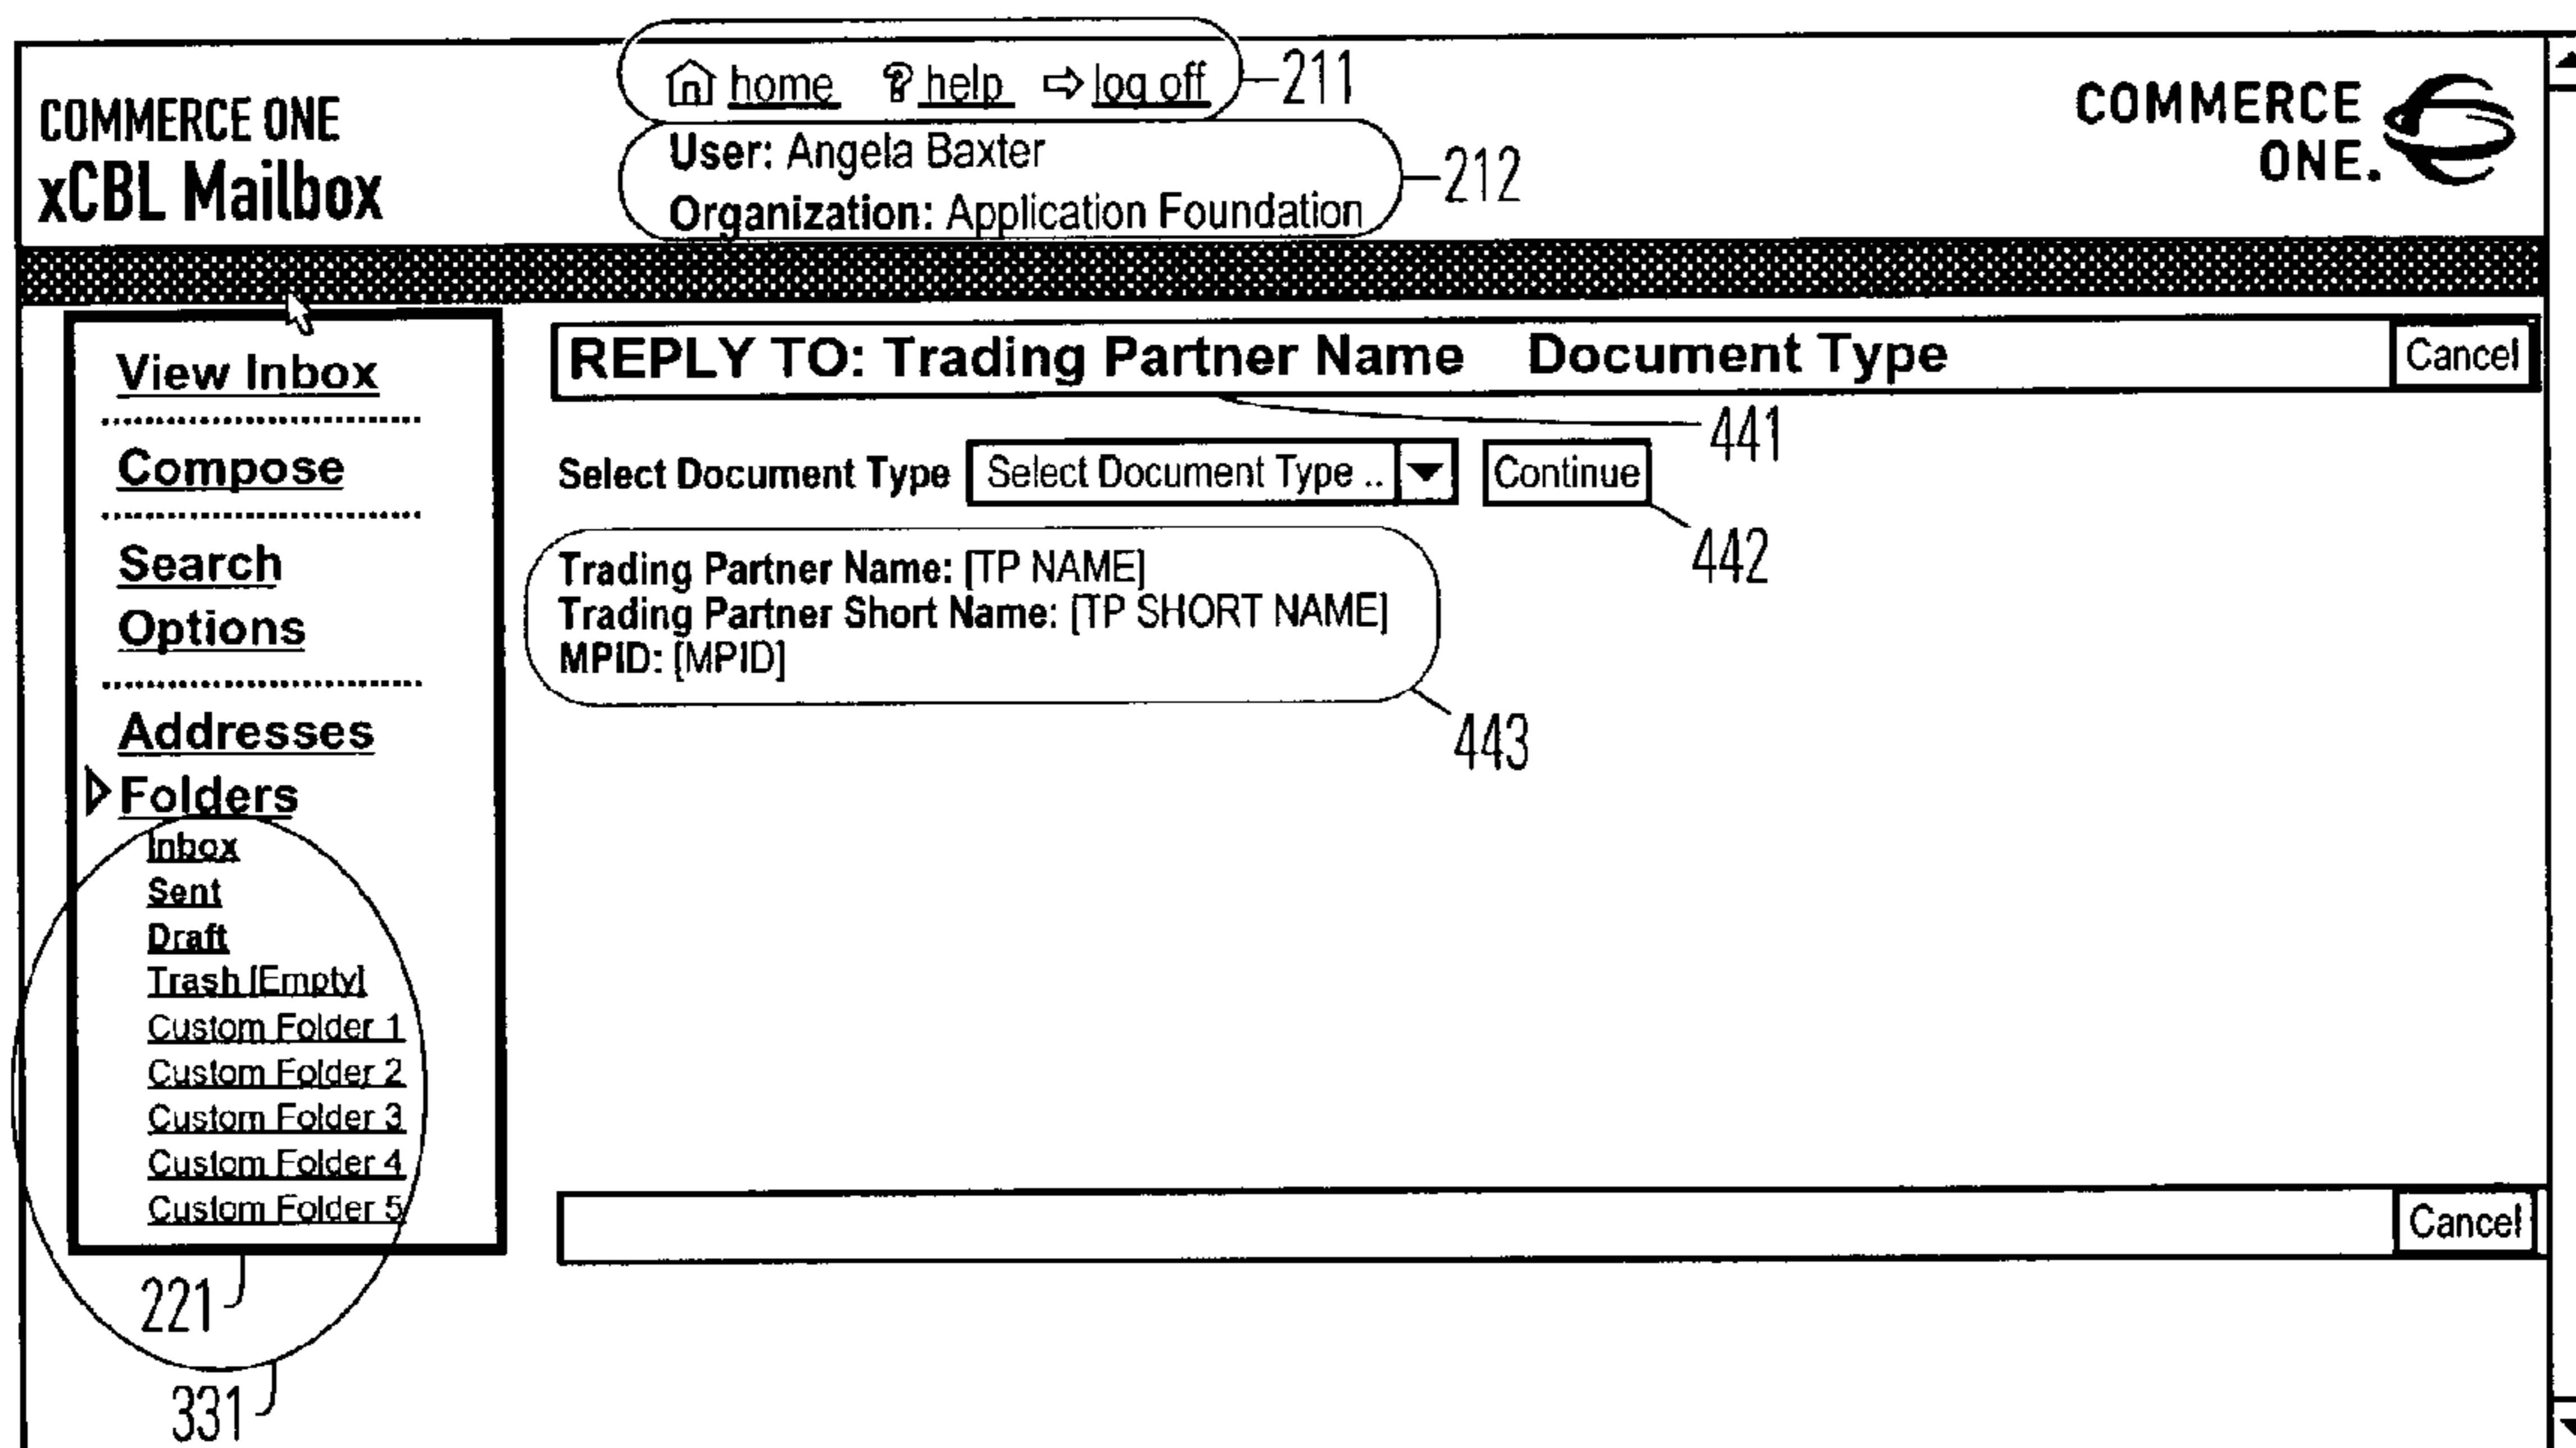 home ? help log off 211
COMMERCE ONE
xCBL Mailbox
User: Angela Baxter
Organization: Application Foundation
212
COMMERCE
ONE.
View Inbox
Compose
Search
Options
Addresses
Folders
Inbox
Sent
Draft
Trash [Empty]
Custom Folder 1
Custom Folder 2
Custom Folder 3
Custom Folder 4
Custom Folder 5
221
331
REPLY TO: Trading Partner Name Document Type Cancel
441
Select Document Type Select Document Type .. Continue
442
Trading Partner Name: [TP NAME]
Trading Partner Short Name: [TP SHORT NAME]
MPID: [MPID]
443
Cancel